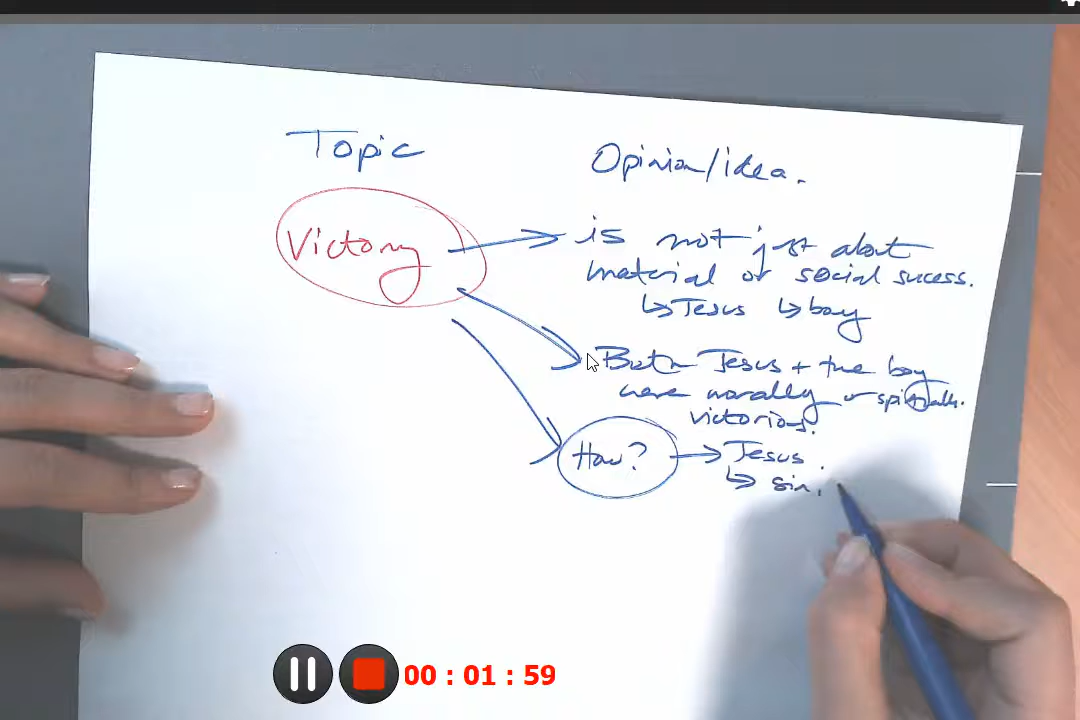 Topic
Opinion/idea.
Victory
is not just about
material or social sucess.
↳ Jesus ↳ boy
Both Jesus + the boy
were morally or spiritually.
victorious.
How? → Jesus.
↳ sin.
00 : 01 : 59